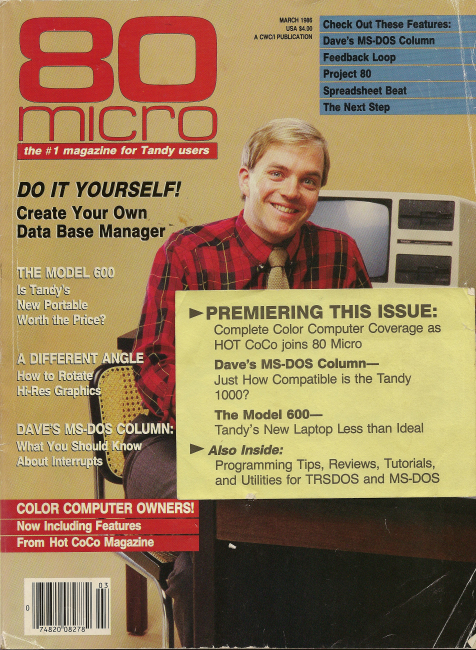 80
micro
the #1 magazine for Tandy users
MARCH 1986
USA $4.00
A CWC/I PUBLICATION
Check Out These Features:
Dave's MS-DOS Column
Feedback Loop
Project 80
Spreadsheet Beat
The Next Step
DO IT YOURSELF!
Create Your Own
Data Base Manager
THE MODEL 600
Is Tandy's
New Portable
Worth the Price?
A DIFFERENT ANGLE
How to Rotate
Hi-Res Graphics
DAVE'S MS-DOS COLUMN:
What You Should Know
About Interrupts
PREMIERING THIS ISSUE:
Complete Color Computer Coverage as
HOT CoCo joins 80 Micro
Dave's MS-DOS Column—
Just How Compatible is the Tandy
1000?
The Model 600—
Tandy's New Laptop Less than Ideal
Also Inside:
Programming Tips, Reviews, Tutorials,
and Utilities for TRSDOS and MS-DOS
COLOR COMPUTER OWNERS!
Now Including Features
From Hot CoCo Magazine
03
0
74820 08278